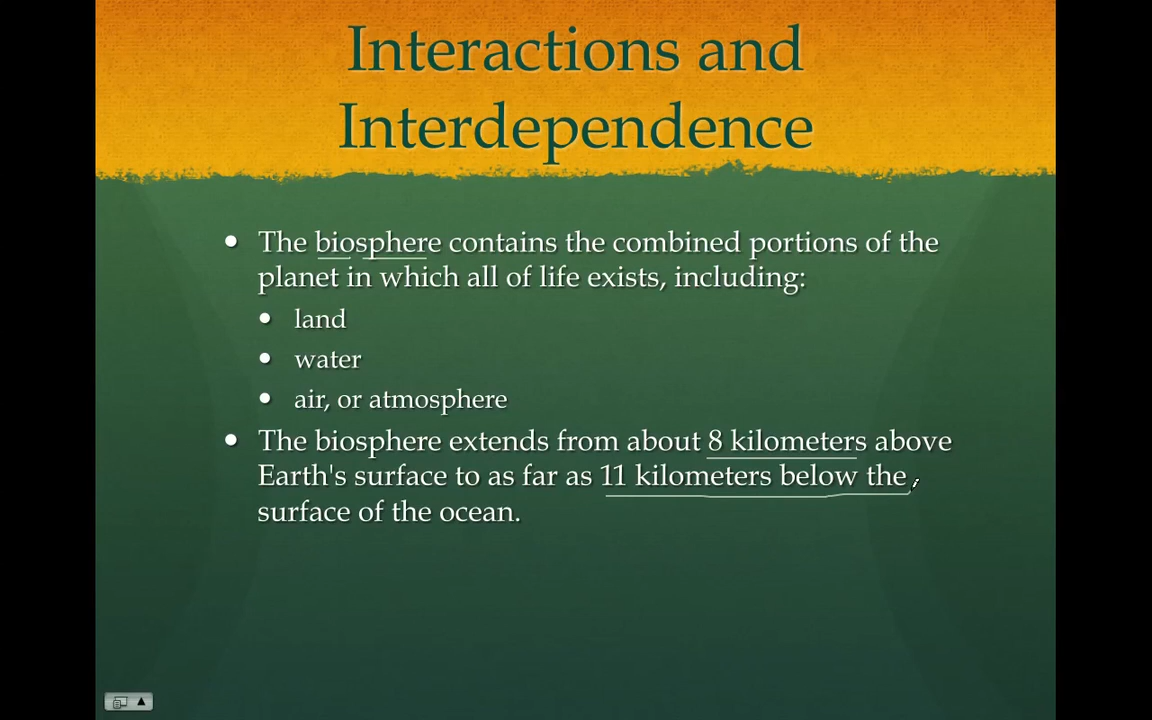 Interactions and
Interdependence
• The biosphere contains the combined portions of the
planet in which all of life exists, including:
• land
• water
• air, or atmosphere
• The biosphere extends from about 8 kilometers above
Earth's surface to as far as 11 kilometers below the
surface of the ocean.